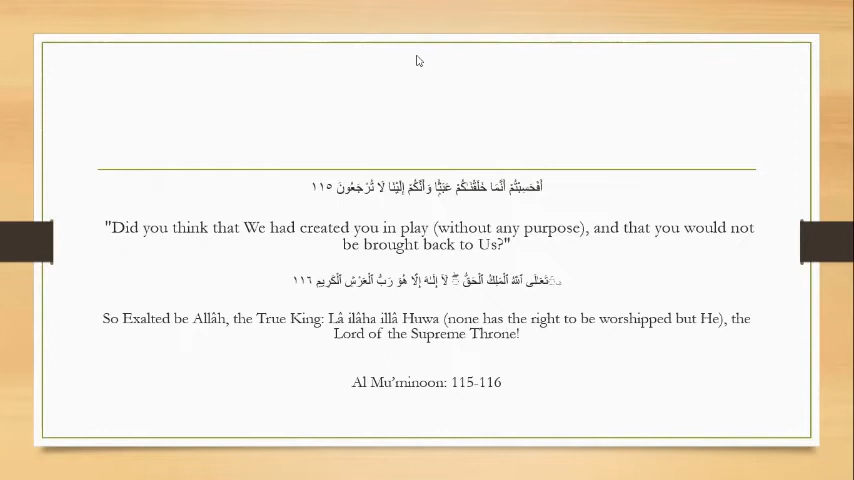 أَفَحَسِبْتُمْ أَنَّمَا خَلَقْنَـٰكُمْ عَبَثًۭا وَأَنَّكُمْ إِلَيْنَا لَا تُرْجَعُونَ ١١٥
"Did you think that We had created you in play (without any purpose), and that you would not
be brought back to Us?"
تَعَـٰلَى ٱللَّهُ ٱلْمَلِكُ ٱلْحَقُّ ۖ لَآ إِلَـٰهَ إِلَّا هُوَ رَبُّ ٱلْعَرْشِ ٱلْكَرِيمِ ١١٦
So Exalted be Allâh, the True King: Lâ ilâha illâ Huwa (none has the right to be worshipped but He), the
Lord of the Supreme Throne!
Al Mu’minoon: 115-116